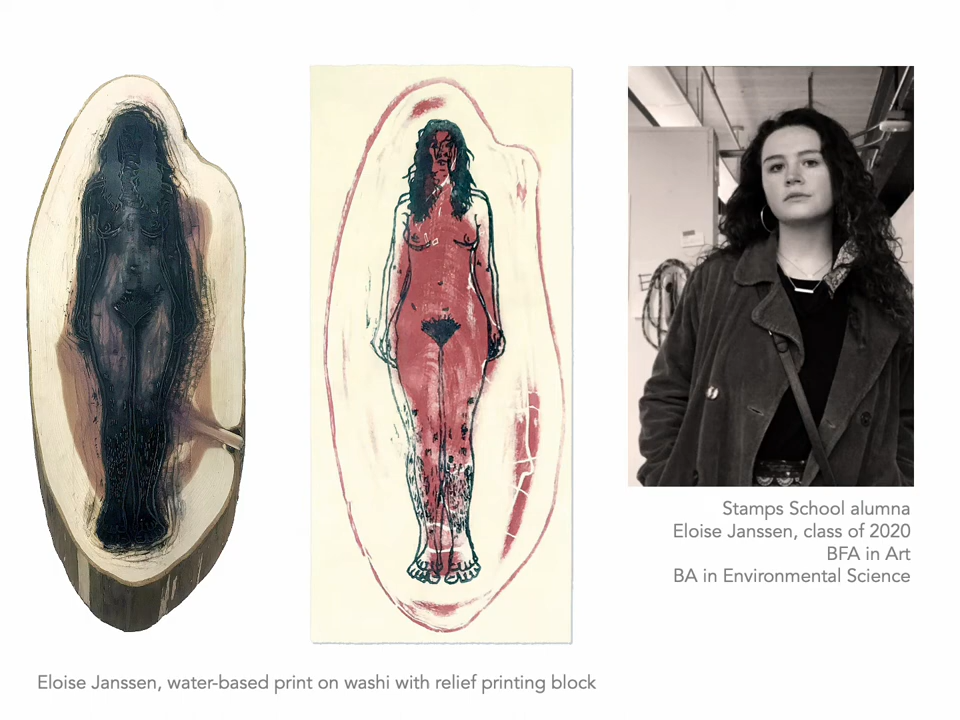 Stamps School alumna
Eloise Janssen, class of 2020
BFA in Art
BA in Environmental Science
Eloise Janssen, water-based print on washi with relief printing block